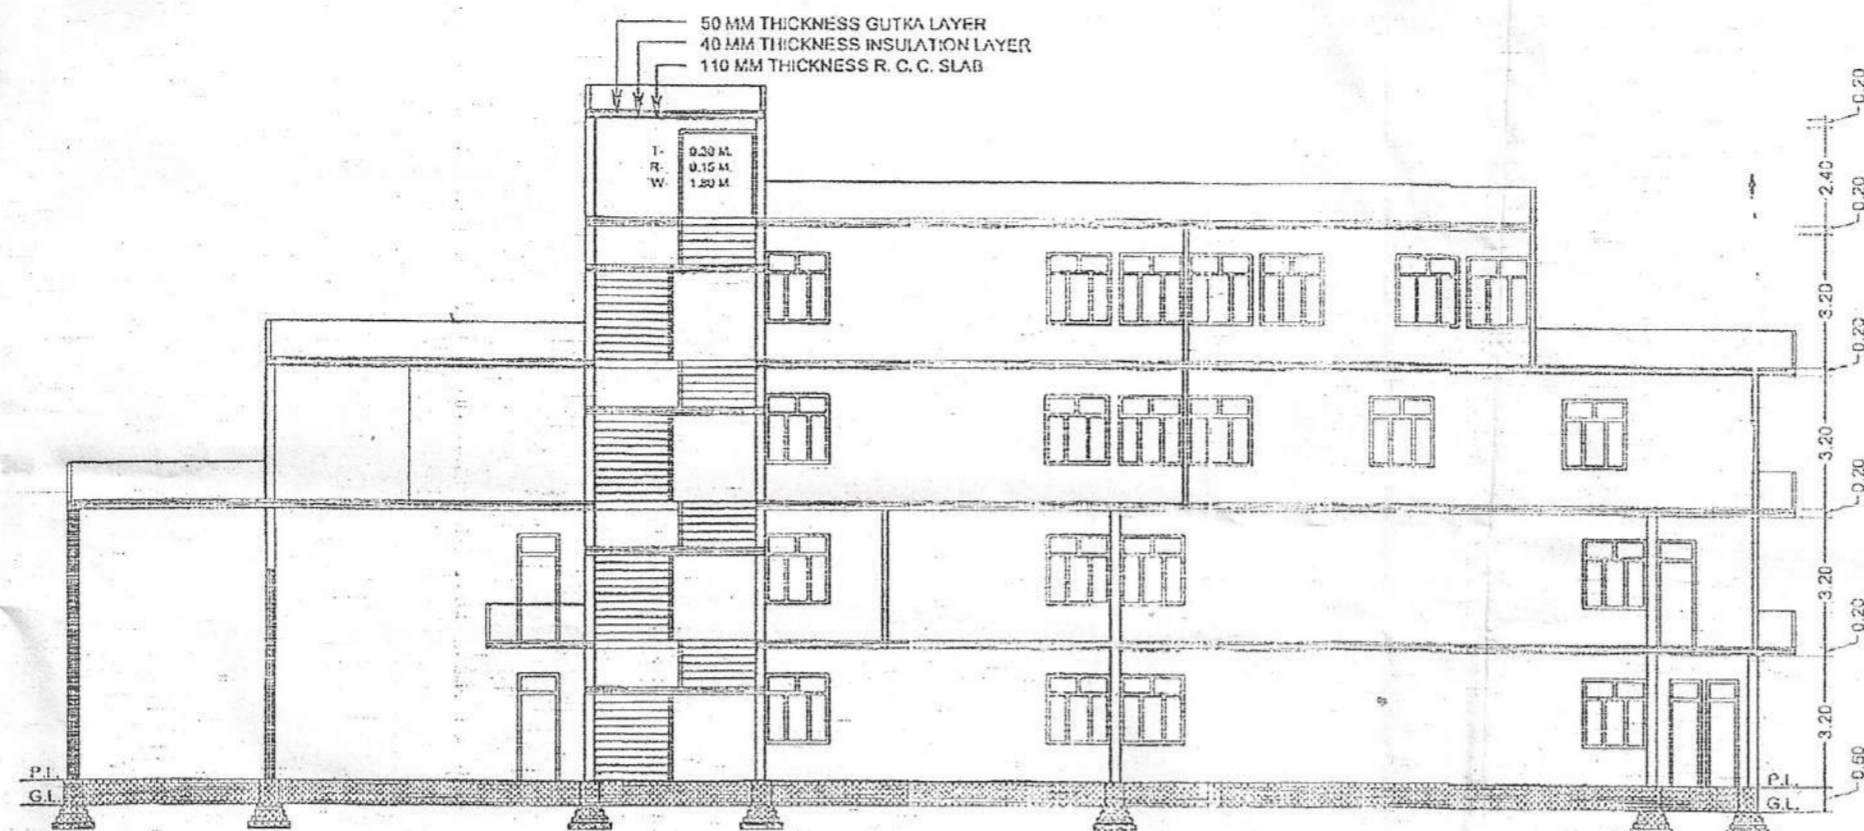 50 MM THICKNESS GUTKA LAYER
40 MM THICKNESS INSULATION LAYER
110 MM THICKNESS R. C. C. SLAB
T- 0.30 M.
R- 0.15 M.
W- 1.80 M.
0.20
2.40
0.20
3.20
0.20
3.20
0.20
3.20
0.20
3.20
0.60
P.L.
G.L.
P.L.
G.L.